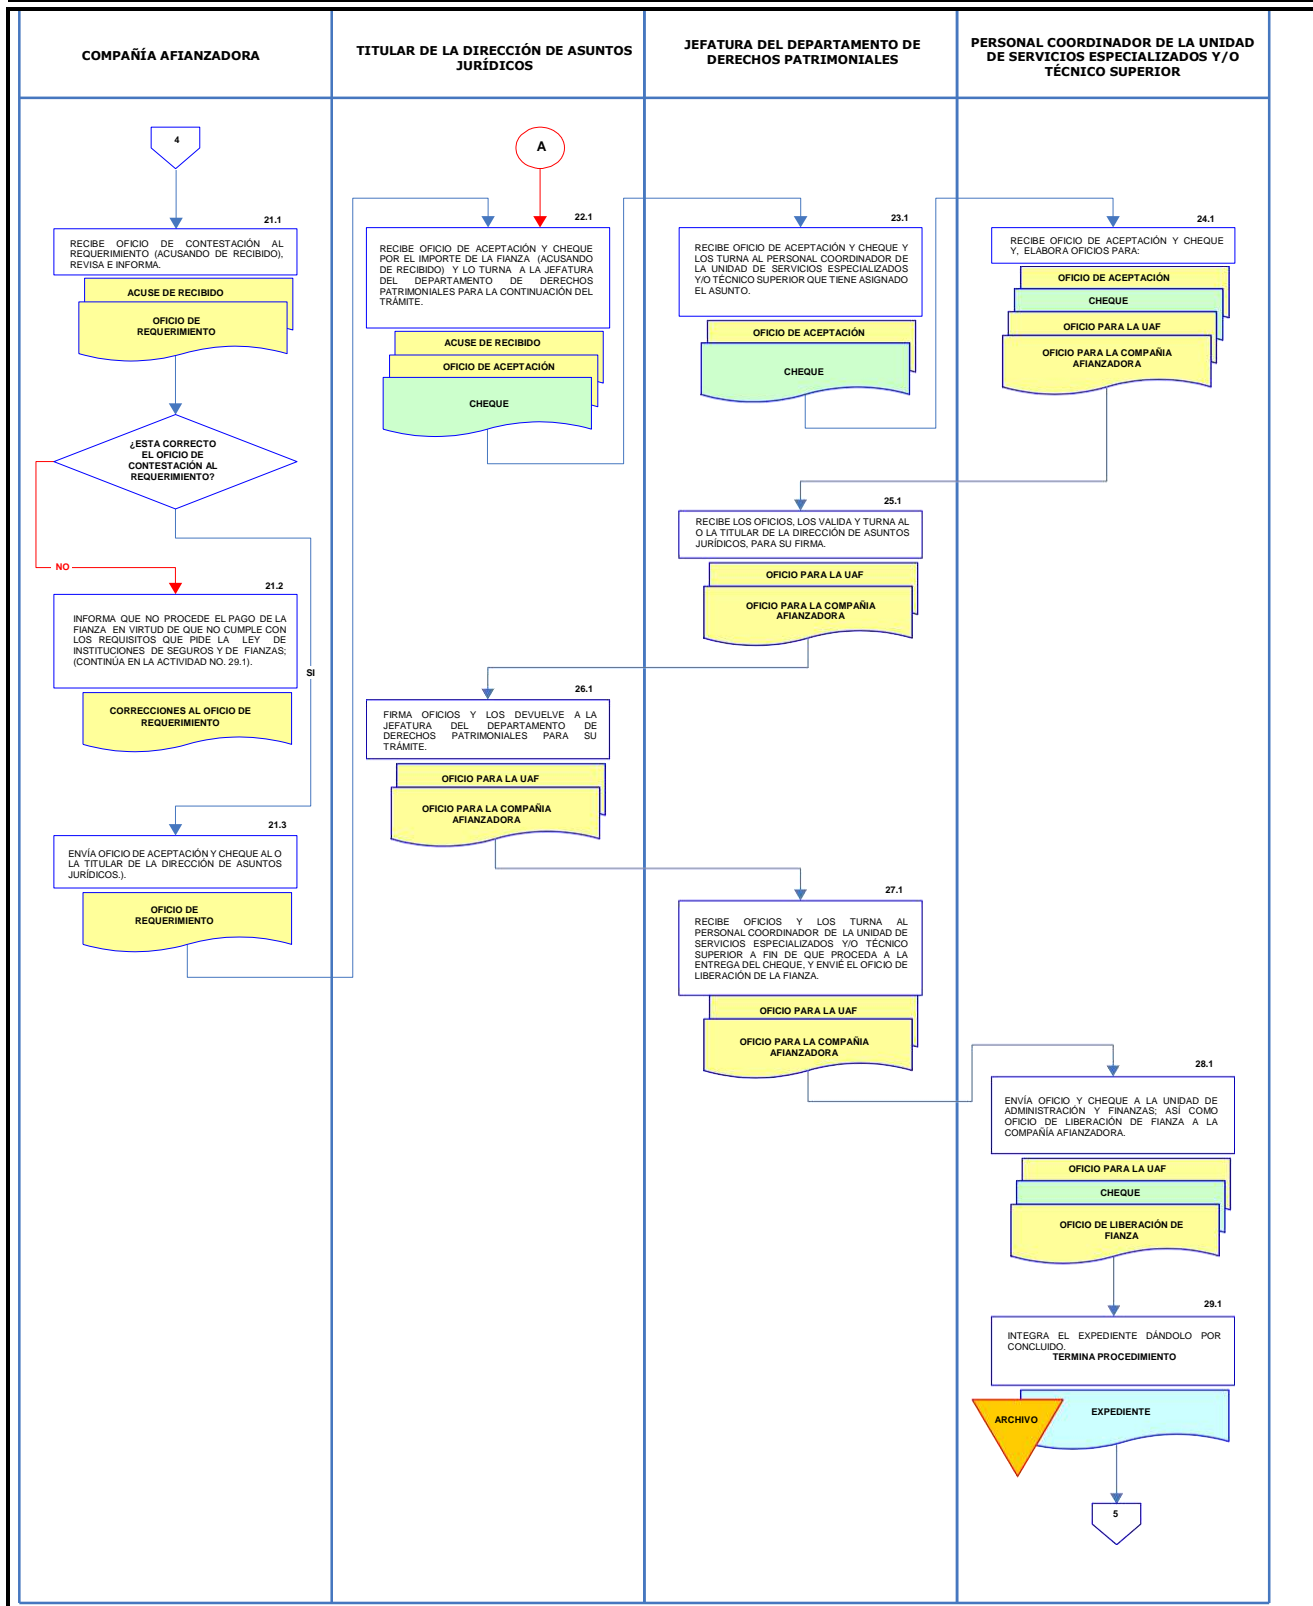 COMPAÑÍA AFIANZADORA
TITULAR DE LA DIRECCIÓN DE ASUNTOS
JURÍDICOS
JEFATURA DEL DEPARTAMENTO DE
DERECHOS PATRIMONIALES
PERSONAL COORDINADOR DE LA UNIDAD
DE SERVICIOS ESPECIALIZADOS Y/O
TÉCNICO SUPERIOR
4
21.1
RECIBE OFICIO DE CONTESTACIÓN AL
REQUERIMIENTO (ACUSANDO DE RECIBIDO),
REVISA E INFORMA.
ACUSE DE RECIBIDO
OFICIO DE
REQUERIMIENTO
¿ESTA CORRECTO
EL OFICIO DE
CONTESTACIÓN AL
REQUERIMIENTO?
NO
SI
21.2
INFORMA QUE NO PROCEDE EL PAGO DE LA
FIANZA EN VIRTUD DE QUE NO CUMPLE CON
LOS REQUISITOS QUE PIDE LA LEY DE
INSTITUCIONES DE SEGUROS Y DE FIANZAS;
(CONTINÚA EN LA ACTIVIDAD NO. 29.1).
CORRECCIONES AL OFICIO DE
REQUERIMIENTO
21.3
ENVÍA OFICIO DE ACEPTACIÓN Y CHEQUE AL O
LA TITULAR DE LA DIRECCIÓN DE ASUNTOS
JURÍDICOS.).
OFICIO DE
REQUERIMIENTO
A
22.1
RECIBE OFICIO DE ACEPTACIÓN Y CHEQUE
POR EL IMPORTE DE LA FIANZA (ACUSANDO
DE RECIBIDO) Y LO TURNA A LA JEFATURA
DEL DEPARTAMENTO DE DERECHOS
PATRIMONIALES PARA LA CONTINUACIÓN DEL
TRÁMITE.
ACUSE DE RECIBIDO
OFICIO DE ACEPTACIÓN
CHEQUE
23.1
RECIBE OFICIO DE ACEPTACIÓN Y CHEQUE Y
LOS TURNA AL PERSONAL COORDINADOR DE
LA UNIDAD DE SERVICIOS ESPECIALIZADOS
Y/O TÉCNICO SUPERIOR QUE TIENE ASIGNADO
EL ASUNTO.
OFICIO DE ACEPTACIÓN
CHEQUE
24.1
RECIBE OFICIO DE ACEPTACIÓN Y CHEQUE
Y, ELABORA OFICIOS PARA:
OFICIO DE ACEPTACIÓN
CHEQUE
OFICIO PARA LA UAF
OFICIO PARA LA COMPAÑIA
AFIANZADORA
25.1
RECIBE LOS OFICIOS, LOS VALIDA Y TURNA AL
O LA TITULAR DE LA DIRECCIÓN DE ASUNTOS
JURÍDICOS, PARA SU FIRMA.
OFICIO PARA LA UAF
OFICIO PARA LA COMPAÑIA
AFIANZADORA
26.1
FIRMA OFICIOS Y LOS DEVUELVE A LA
JEFATURA DEL DEPARTAMENTO DE
DERECHOS PATRIMONIALES PARA SU
TRÁMITE.
OFICIO PARA LA UAF
OFICIO PARA LA COMPAÑIA
AFIANZADORA
27.1
RECIBE OFICIOS Y LOS TURNA AL
PERSONAL COORDINADOR DE LA UNIDAD DE
SERVICIOS ESPECIALIZADOS Y/O TÉCNICO
SUPERIOR A FIN DE QUE PROCEDA A LA
ENTREGA DEL CHEQUE, Y ENVIÉ EL OFICIO DE
LIBERACIÓN DE LA FIANZA.
OFICIO PARA LA UAF
OFICIO PARA LA COMPAÑIA
AFIANZADORA
28.1
ENVÍA OFICIO Y CHEQUE A LA UNIDAD DE
ADMINISTRACIÓN Y FINANZAS; ASÍ COMO
OFICIO DE LIBERACIÓN DE FIANZA A LA
COMPAÑÍA AFIANZADORA.
OFICIO PARA LA UAF
CHEQUE
OFICIO DE LIBERACIÓN DE
FIANZA
29.1
INTEGRA EL EXPEDIENTE DÁNDOLO POR
CONCLUIDO.
TERMINA PROCEDIMIENTO
EXPEDIENTE
ARCHIVO
5